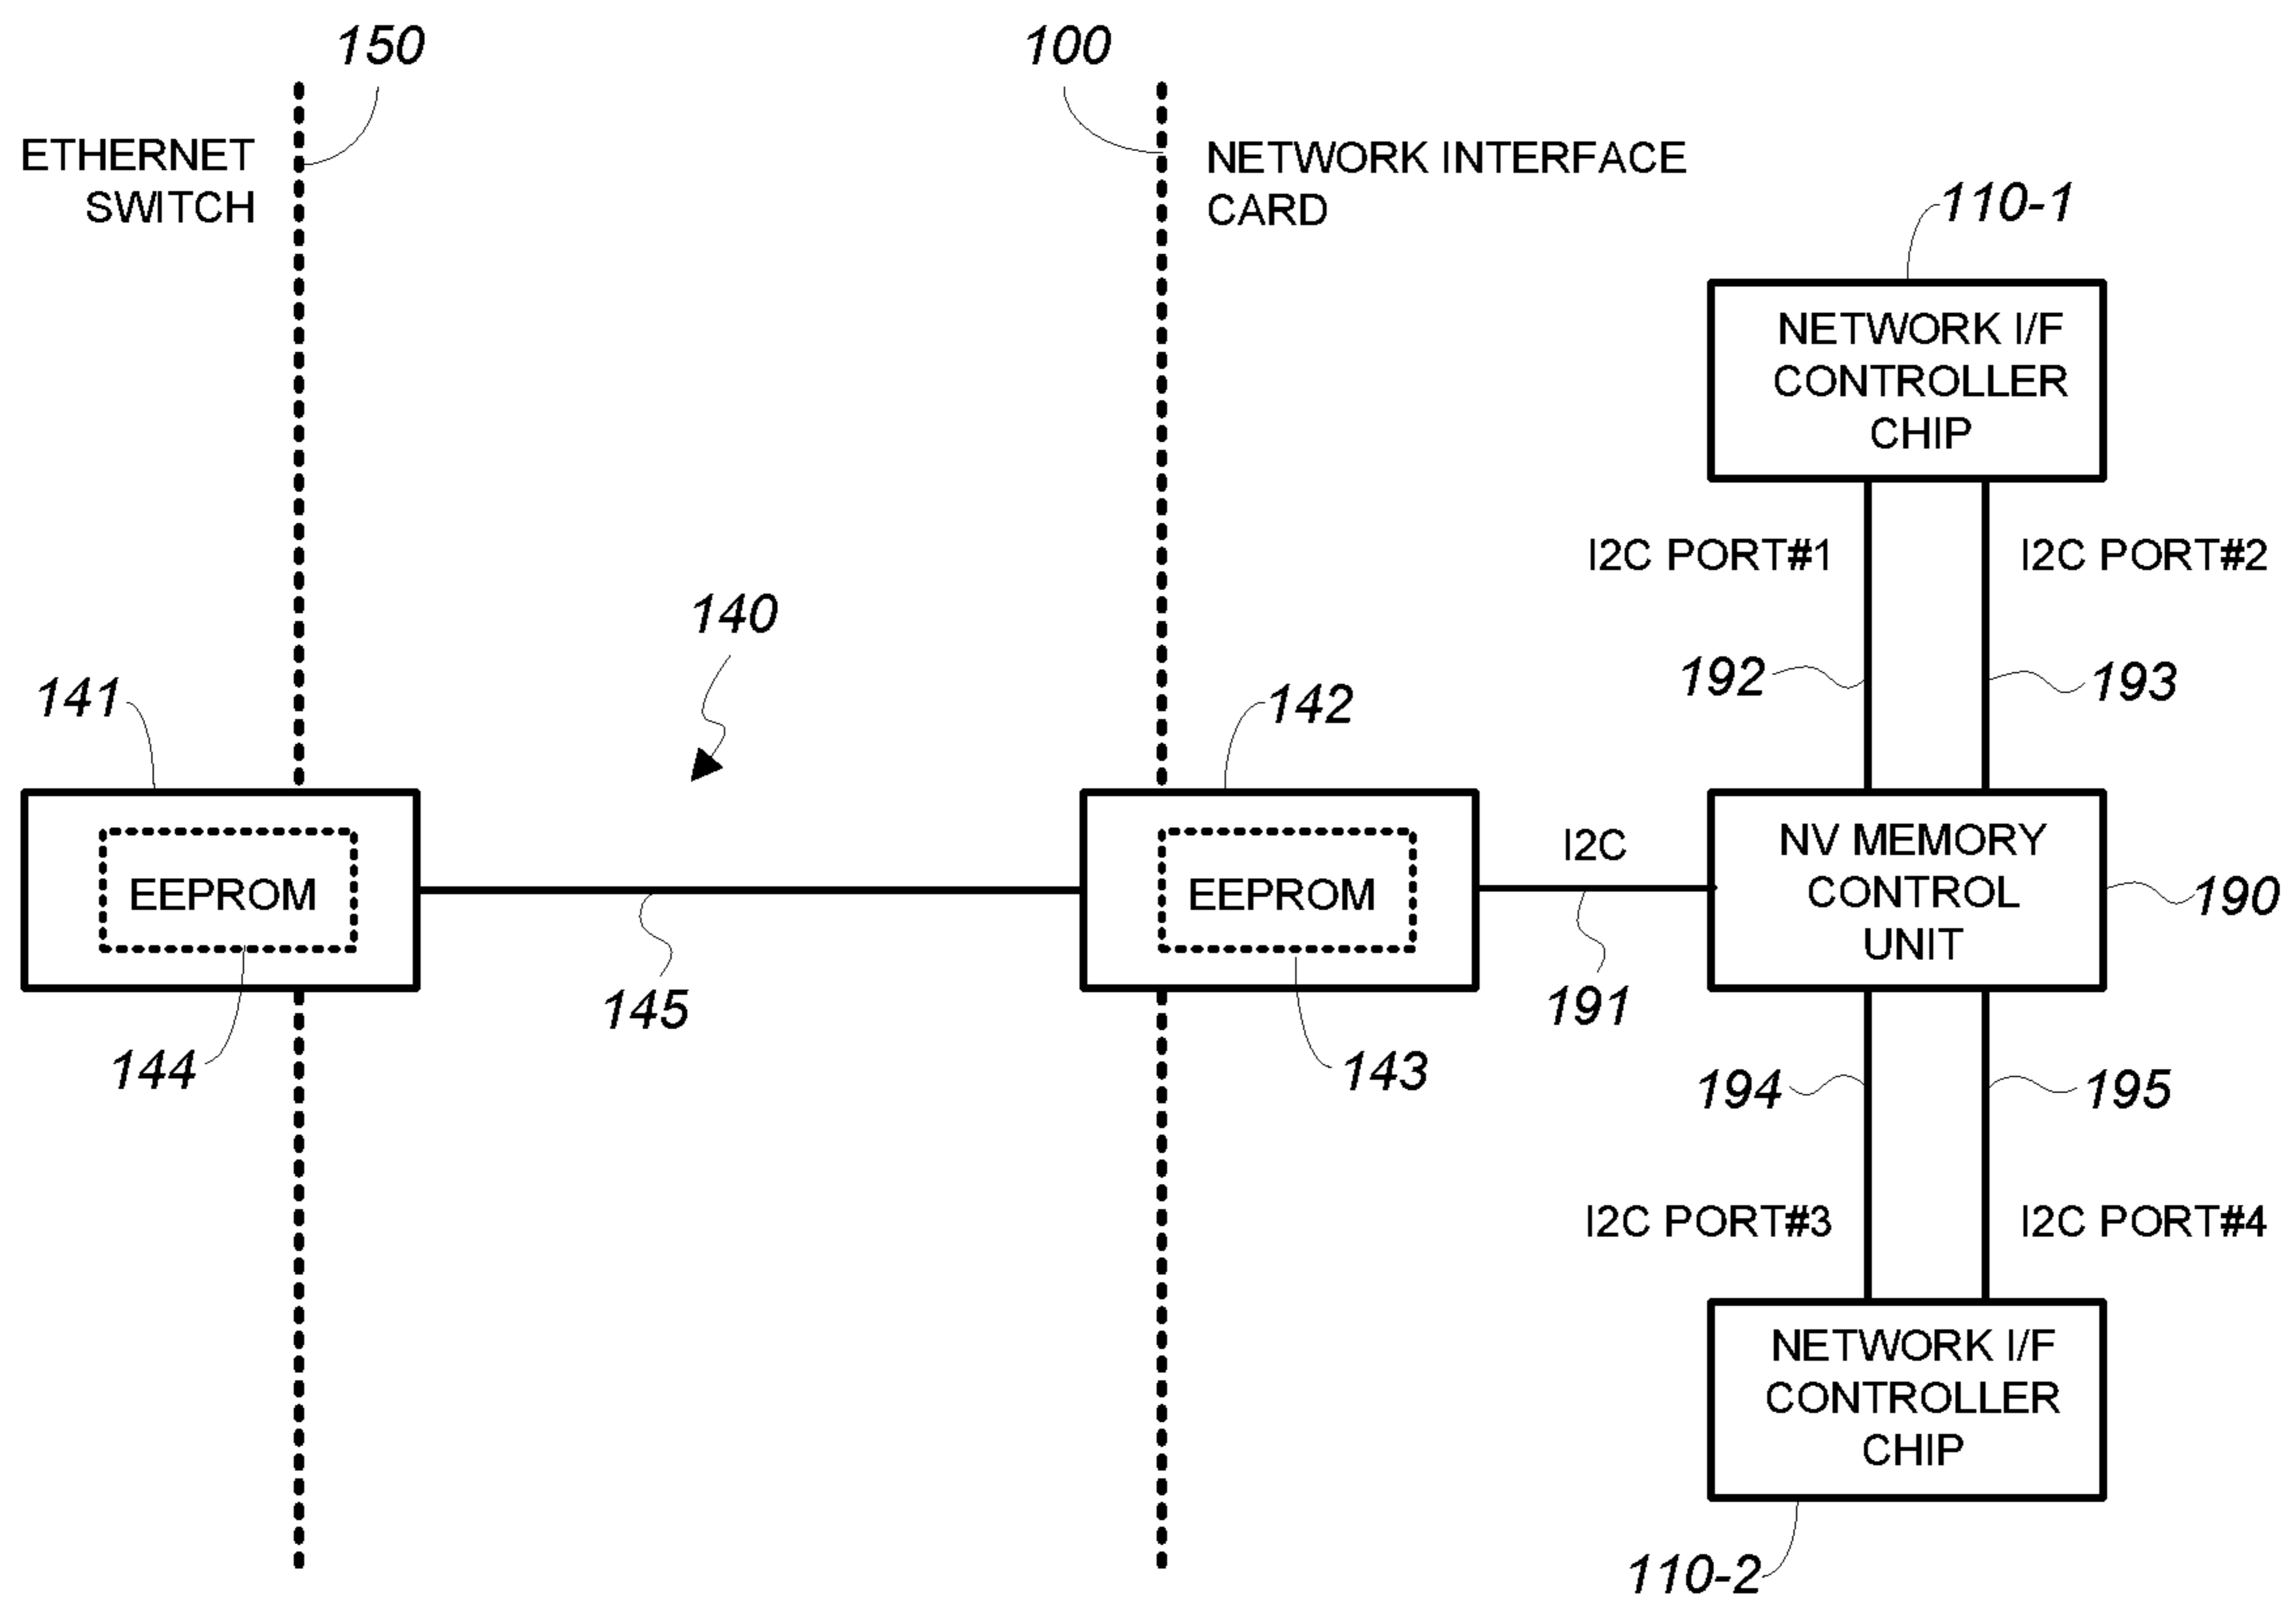 150
100
ETHERNET
SWITCH
NETWORK INTERFACE
CARD
110-1
NETWORK I/F
CONTROLLER
CHIP
I2C PORT#1
I2C PORT#2
140
192
193
141
142
EEPROM
EEPROM
I2C
NV MEMORY
CONTROL
UNIT
190
145
191
144
143
194
195
I2C PORT#3
I2C PORT#4
NETWORK I/F
CONTROLLER
CHIP
110-2